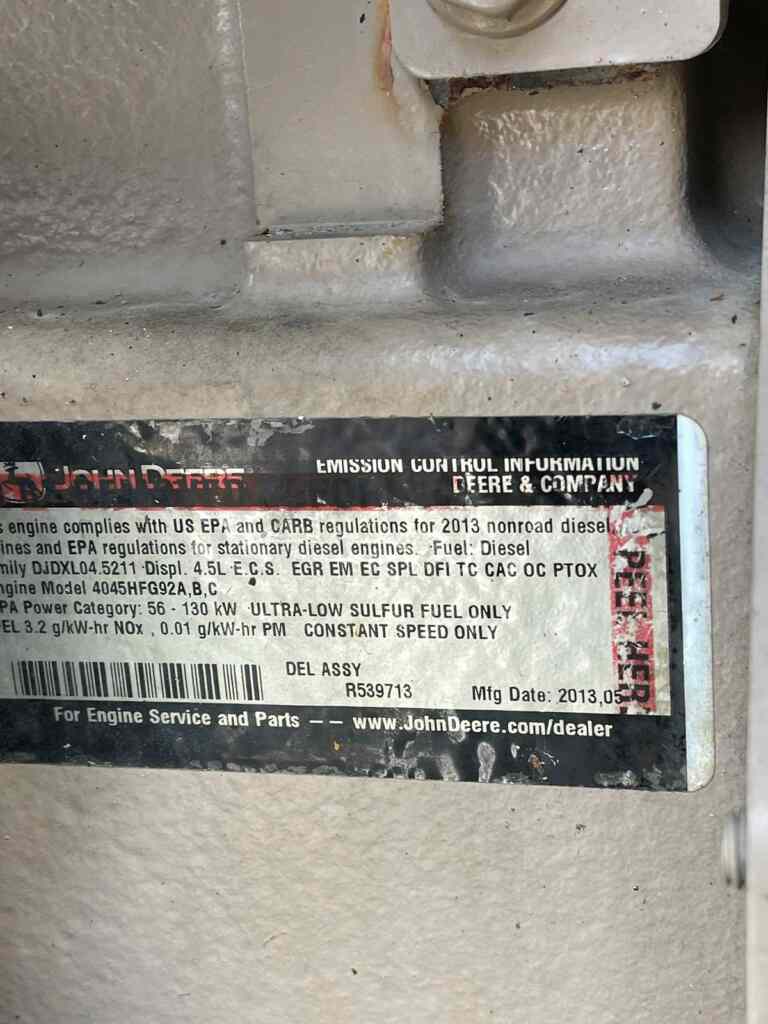 JOHN DEERE
EMISSION CONTROL INFORMATION
DEERE & COMPANY
s engine complies with US EPA and CARB regulations for 2013 nonroad diesel
ines and EPA regulations for stationary diesel engines. Fuel: Diesel
mily DJDXL04.5211 Displ. 4.5L E.C.S. EGR EM EC SPL DFI TC CAC OC PTOX
ngine Model 4045HFG92A,B,C
PA Power Category: 56 - 130 kW ULTRA-LOW SULFUR FUEL ONLY
EL 3.2 g/kW-hr NOx , 0.01 g/kW-hr PM CONSTANT SPEED ONLY
DEL ASSY
R539713
Mfg Date: 2013,05
For Engine Service and Parts -- www.JohnDeere.com/dealer
PEEL HER